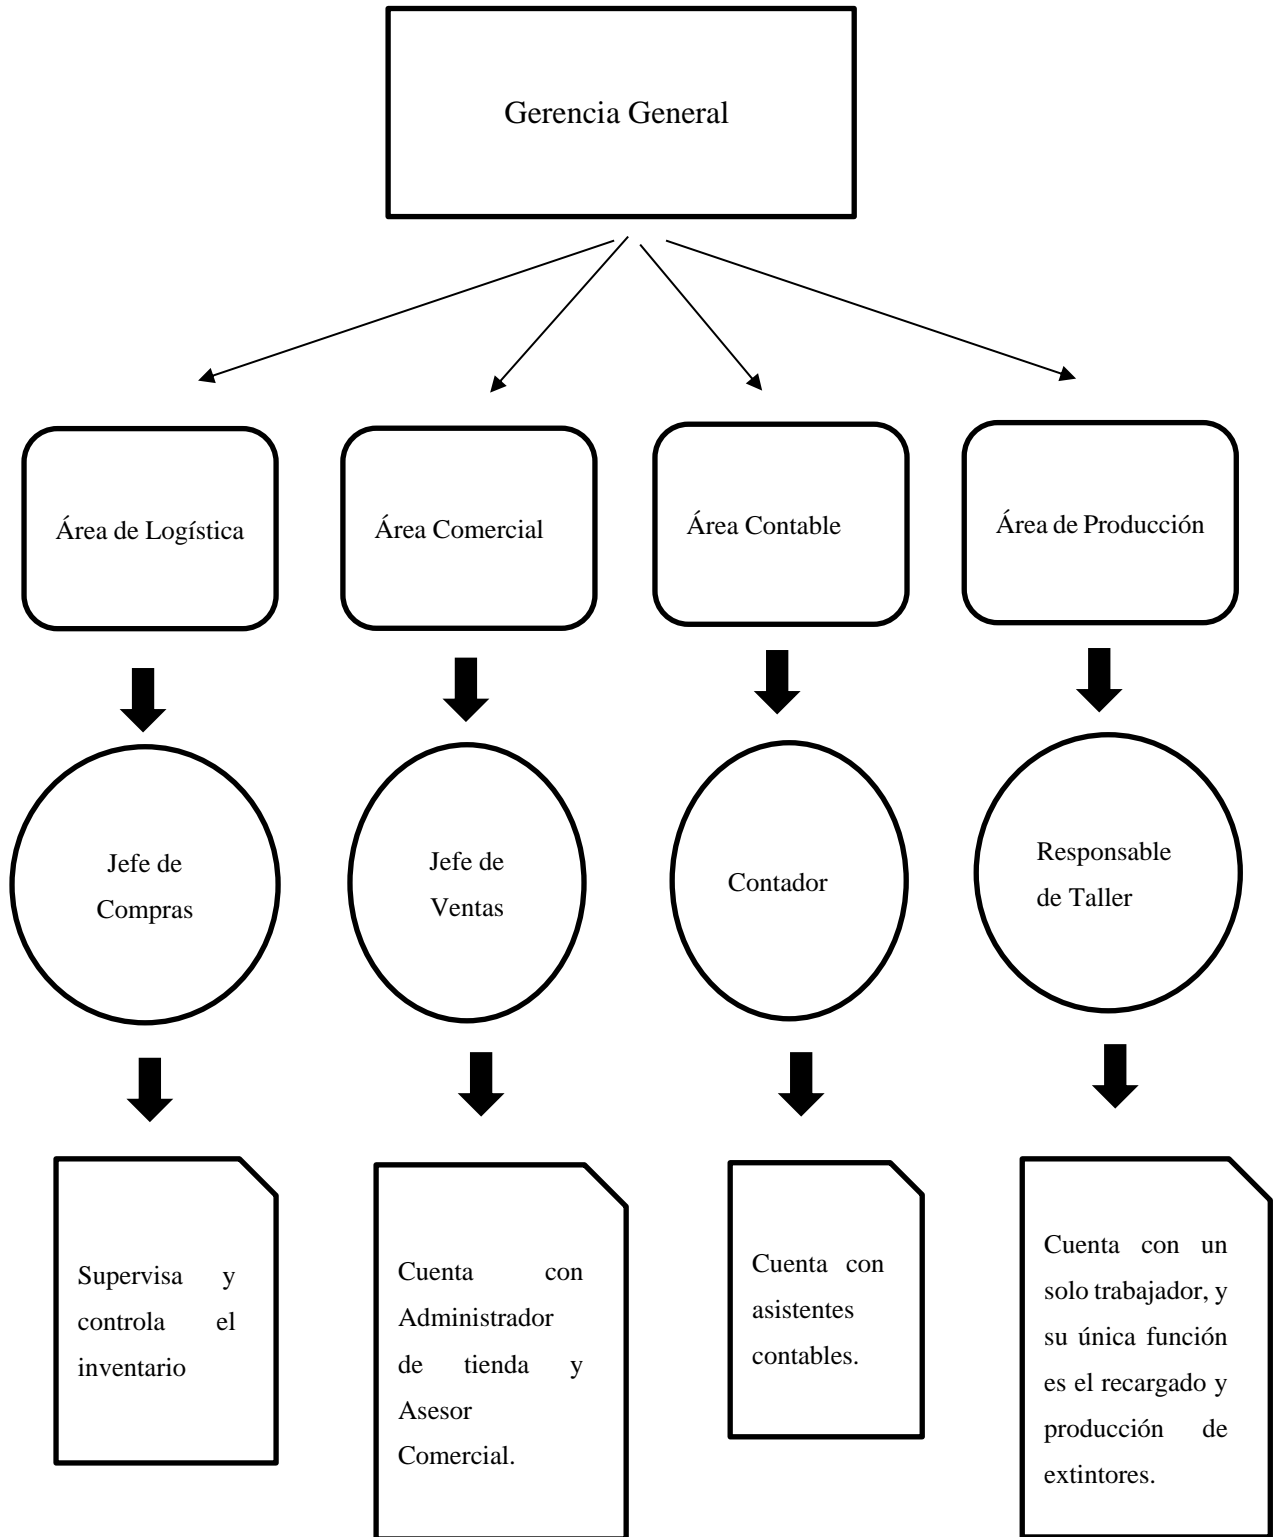 Gerencia General
Área de Logística
Área Comercial
Área Contable
Área de Producción
Jefe de
Compras
Jefe de
Ventas
Contador
Responsable
de Taller
Supervisa y
controla el
inventario
Cuenta con
Administrador
de tienda y
Asesor
Comercial.
Cuenta con
asistentes
contables.
Cuenta con un
solo trabajador, y
su única función
es el recargado y
producción de
extintores.